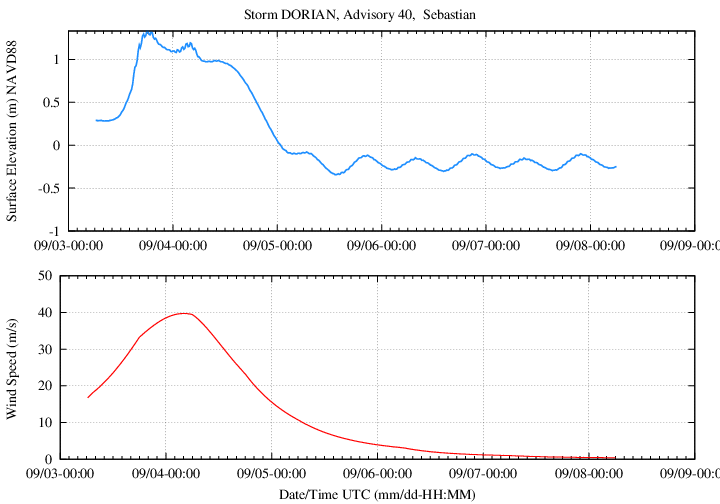 Storm DORIAN, Advisory 40,  Sebastian
Surface Elevation (m) NAVD88
1
0.5
0
-0.5
-1
09/03-00:00 09/04-00:00 09/05-00:00 09/06-00:00 09/07-00:00 09/08-00:00 09/09-0
Wind Speed (m/s)
50
40
30
20
10
0
09/03-00:00 09/04-00:00 09/05-00:00 09/06-00:00 09/07-00:00 09/08-00:00 09/09-0
Date/Time UTC (mm/dd-HH:MM)